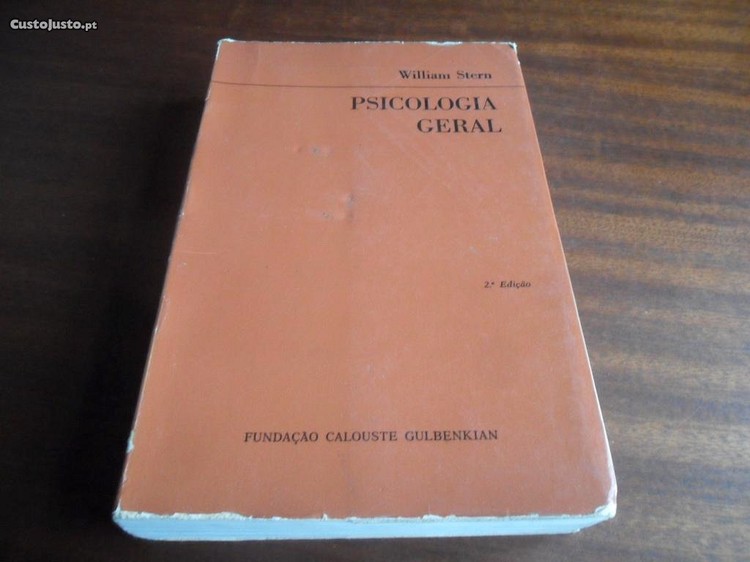 CustoJusto.pt
William Stern
PSICOLOGIA
GERAL
2.ª Edição
FUNDAÇÃO CALOUSTE GULBENKIAN